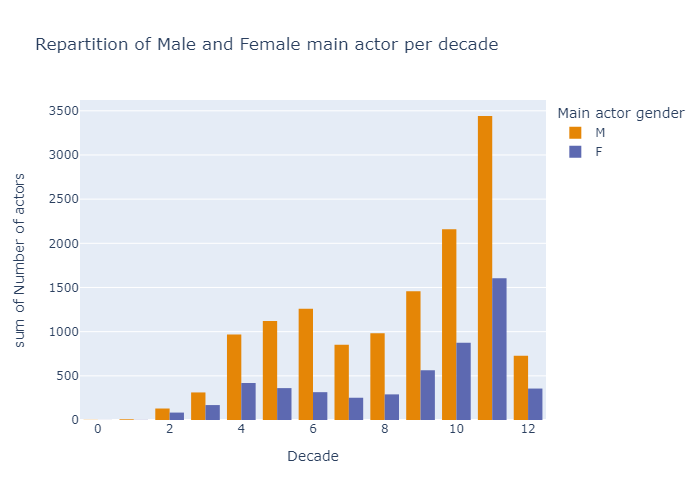 Repartition of Male and Female main actor per decade
Main actor gender
M
F
sum of Number of actors
3500
3000
2500
2000
1500
1000
500
0
0 2 4 6 8 10 12
Decade